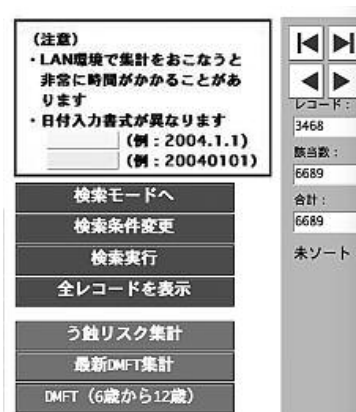 （注意）
・LAN環境で集計をおこなうと
非常に時間がかかることがあ
ります
・日付入力書式が異なります
（例：2004.1.1）
（例：20040101）
検索モードへ
検索条件変更
検索実行
全レコードを表示
う蝕リスク集計
最新DMFT集計
DMFT（6歳から12歳）
レコード：
3468
該当数：
6689
合計：
6689
未ソート